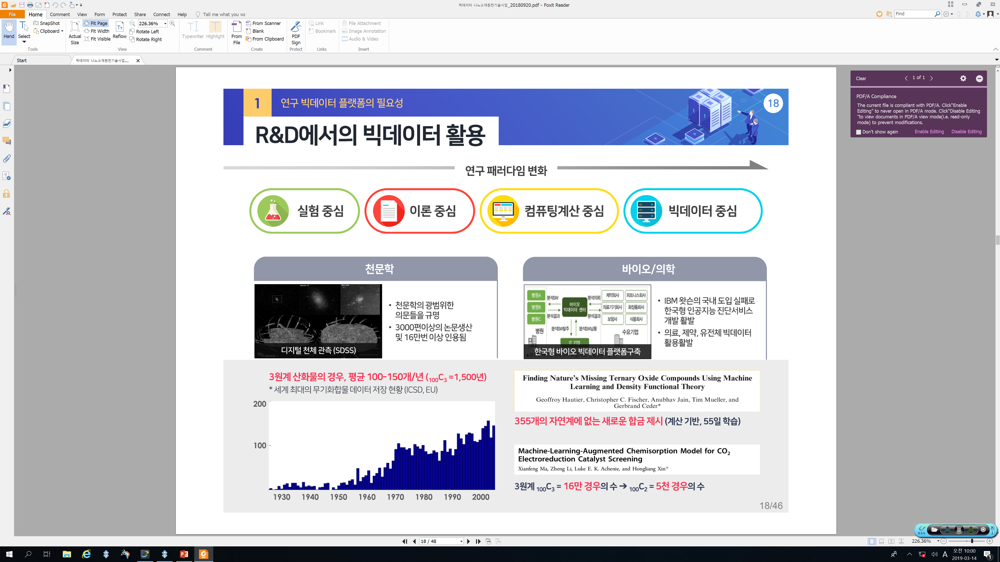 빅데이터 나노소재원천기술사업_20180920.pdf - Foxit Reader
File Home Comment View Form Protect Share Connect Help Tell me what you wa
Find
Hand
Select
SnapShot
Clipboard
Tools
Actual Size
Fit Page
Fit Width
Fit Visible
Reflow
226.36%
Rotate Left
Rotate Right
View
Typewriter
Highlight
Comment
From File
From Scanner
Blank
From Clipboard
Create
PDF Sign
Protect
Link
Bookmark
Links
File Attachment
Image Annotation
Audio & Video
Insert
Start
빅데이터 나노소재원천기술사업...
Clear
1 of 1
PDF/A Compliance
The current file is compliant with PDF/A. Click"Enable
Editing" to never open in PDF/A mode. Click"Disable Editing
"to view documents in PDF/A view mode(i.e. read-only
mode) to prevent modifications.
Don't show again Enable Editing Disable Editing
1 연구 빅데이터 플랫폼의 필요성
18
R&D에서의 빅데이터 활용
연구 패러다임 변화
실험 중심
이론 중심
컴퓨팅계산 중심
빅데이터 중심
천문학
디지털 천체 관측 (SDSS)
• 천문학의 광범위한
의문들을 규명
• 3000편이상의 논문생산
및 16만번 이상 인용됨
바이오/의학
병원A
병원B
병원C
병원
분석SW
분석결과
바이오
빅데이터 센터
분석의뢰
분석결과
제약회사 피트니스회사
의료기기회사 화장품회사
보험사 식품회사
분석SW발주
분석SW납품
수요기업
IT 기업
한국형 바이오 빅데이터 플랫폼구축
• IBM 왓슨의 국내 도입 실패로
한국형 인공지능 진단서비스
개발 활발
• 의료, 제약, 유전체 빅데이터
활용활발
3원계 산화물의 경우, 평균 100-150개/년 (₁₀₀C₃ =1,500년)
* 세계 최대의 무기화합물 데이터 저장 현황 (ICSD, EU)
200
100
1930 1940 1950 1960 1970 1980 1990 2000
Finding Nature's Missing Ternary Oxide Compounds Using Machine
Learning and Density Functional Theory
Geoffroy Hautier, Christopher C. Fischer, Anubhav Jain, Tim Mueller, and
Gerbrand Ceder*
355개의 자연계에 없는 새로운 합금 제시 (계산 기반, 55일 학습)
Machine-Learning-Augmented Chemisorption Model for CO₂
Electroreduction Catalyst Screening
Xianfeng Ma, Zheng Li, Luke E. K. Achenie, and Hongliang Xin*
3원계 ₁₀₀C₃ = 16만 경우의 수 ➔ ₁₀₀C₂ = 5천 경우의 수
18/46
DSS
18 / 48
226.36%
A
오전 10:00
2019-03-14
1